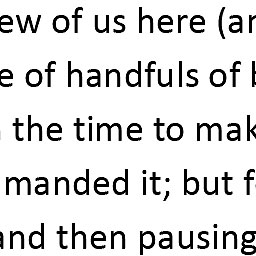 ew of us here (ar
e of handfuls of b
the time to mak
manded it; but f
and then pausing